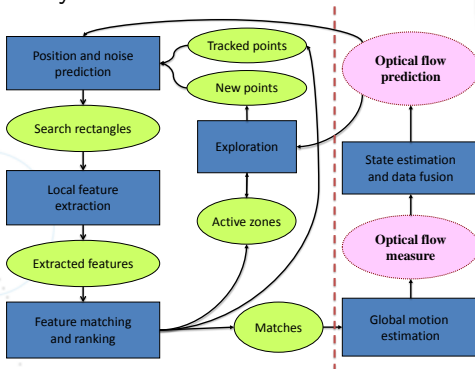 Position and noise
prediction
Search rectangles
Local feature
extraction
Extracted features
Feature matching
and ranking
Tracked points
New points
Exploration
Active zones
Matches
Optical flow
prediction
State estimation
and data fusion
Optical flow
measure
Global motion
estimation